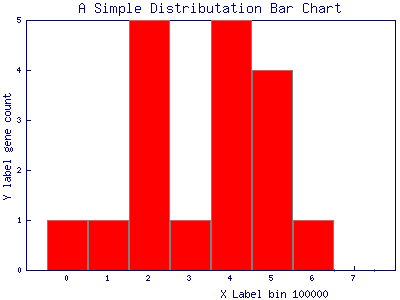 A Simple Distributation Bar Chart
Y label gene count
5
4
3
2
1
0
0 1 2 3 4 5 6 7
X Label bin 100000